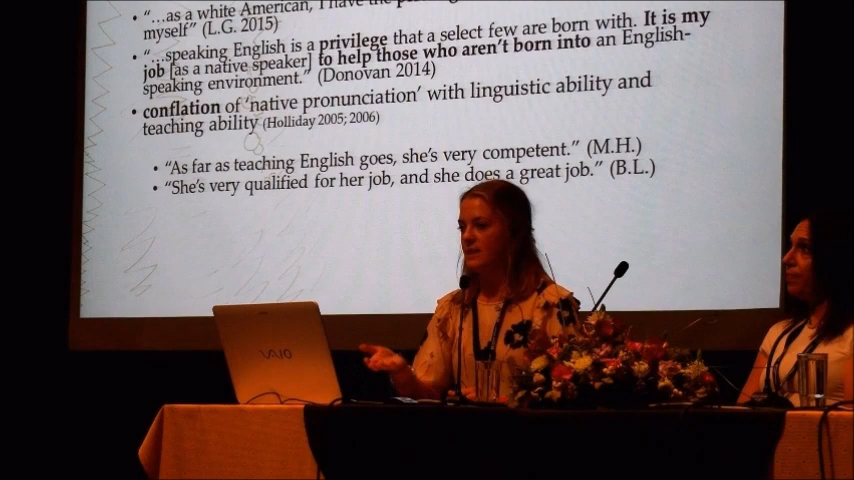 • “…as a white American, I have the
myself” (L.G. 2015)
• “…speaking English is a privilege that a select few are born with. It is my
job [as a native speaker] to help those who aren’t born into an English-
speaking environment.” (Donovan 2014)
• conflation of ‘native pronunciation’ with linguistic ability and
teaching ability (Holliday 2005; 2006)
• “As far as teaching English goes, she’s very competent.” (M.H.)
• “She’s very qualified for her job, and she does a great job.” (B.L.)
VAIO